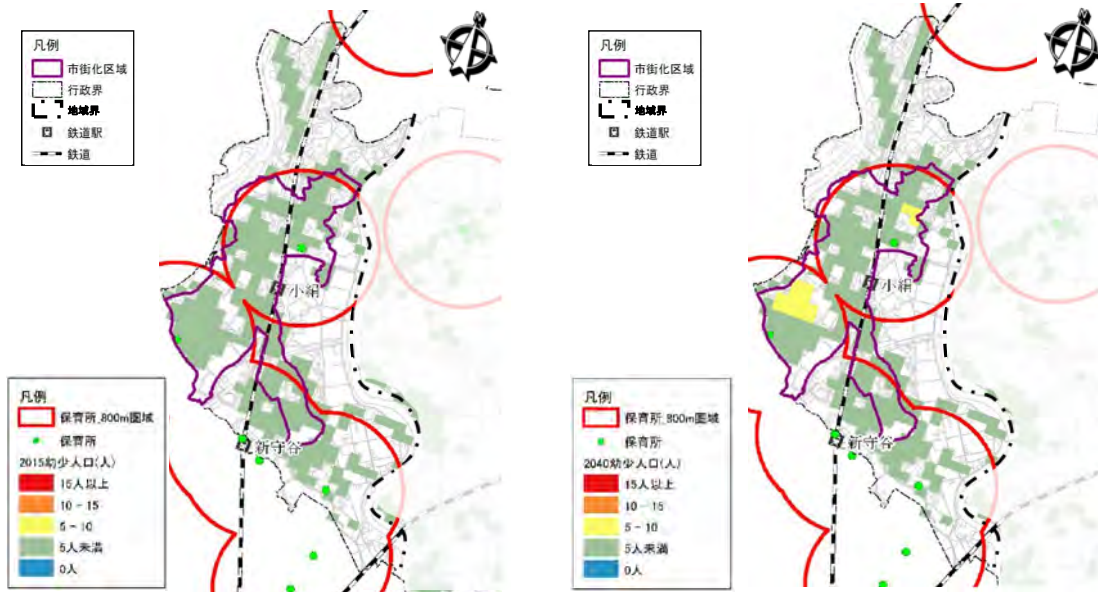 凡例
市街化区域
行政界
地域界
鉄道駅
鉄道
小絹
新守谷
凡例
保育所_800m圏域
保育所
2015幼少人口(人)
15人以上
10 - 15
5 - 10
5人未満
0人
凡例
市街化区域
行政界
地域界
鉄道駅
鉄道
小絹
新守谷
凡例
保育所_800m圏域
保育所
2040幼少人口(人)
15人以上
10 - 15
5 - 10
5人未満
0人